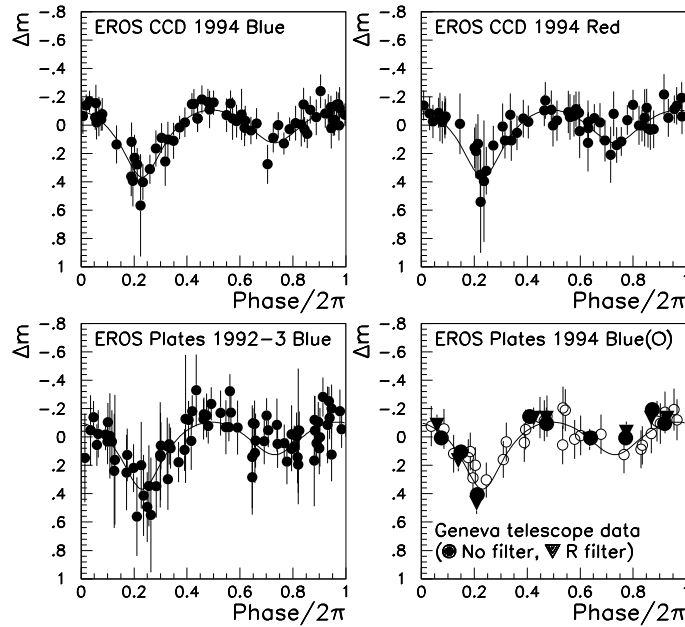 Δm
-.8
-.6
-.4
-.2
0
.2
.4
.6
.8
1
EROS CCD 1994 Blue
0 0.2 0.4 0.6 0.8 1
Phase/2π
Δm
-.8
-.6
-.4
-.2
0
.2
.4
.6
.8
1
EROS CCD 1994 Red
0 0.2 0.4 0.6 0.8 1
Phase/2π
Δm
-.8
-.6
-.4
-.2
0
.2
.4
.6
.8
1
EROS Plates 1992-3 Blue
0 0.2 0.4 0.6 0.8 1
Phase/2π
Δm
-.8
-.6
-.4
-.2
0
.2
.4
.6
.8
1
EROS Plates 1994 Blue(O)
Geneva telescope data
(● No filter, ▼ R filter)
0 0.2 0.4 0.6 0.8 1
Phase/2π